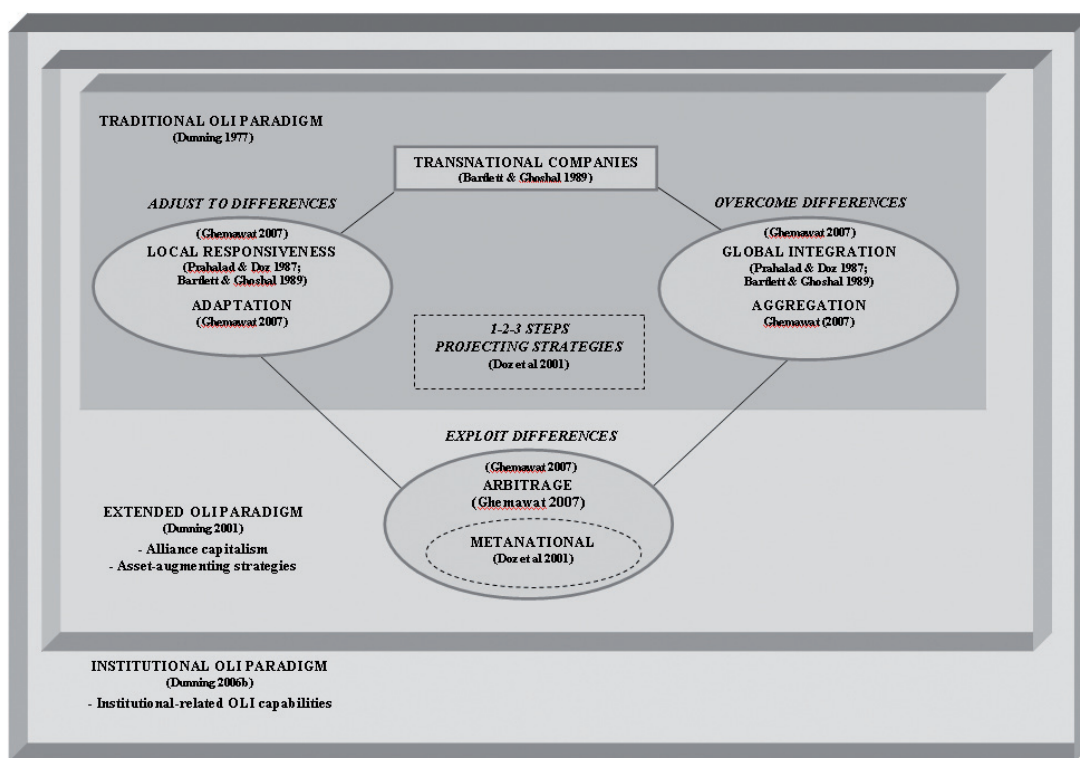 TRADITIONAL OLI PARADIGM
(Dunning 1977)
TRANSNATIONAL COMPANIES
(Bartlett & Ghoshal 1989)
ADJUST TO DIFFERENCES
(Ghemawat 2007)
LOCAL RESPONSIVENESS
(Prahalad & Doz 1987;
Bartlett & Ghoshal 1989)
ADAPTATION
(Ghemawat 2007)
OVERCOME DIFFERENCES
(Ghemawat 2007)
GLOBAL INTEGRATION
(Prahalad & Doz 1987;
Bartlett & Ghoshal 1989)
AGGREGATION
Ghemawat (2007)
1-2-3 STEPS
PROJECTING STRATEGIES
(Doz et al 2001)
EXPLOIT DIFFERENCES
(Ghemawat 2007)
ARBITRAGE
(Ghemawat 2007)
METANATIONAL
(Doz et al 2001)
EXTENDED OLI PARADIGM
(Dunning 2001)
- Alliance capitalism
- Asset-augmenting strategies
INSTITUTIONAL OLI PARADIGM
(Dunning 2006b)
- Institutional-related OLI capabilities